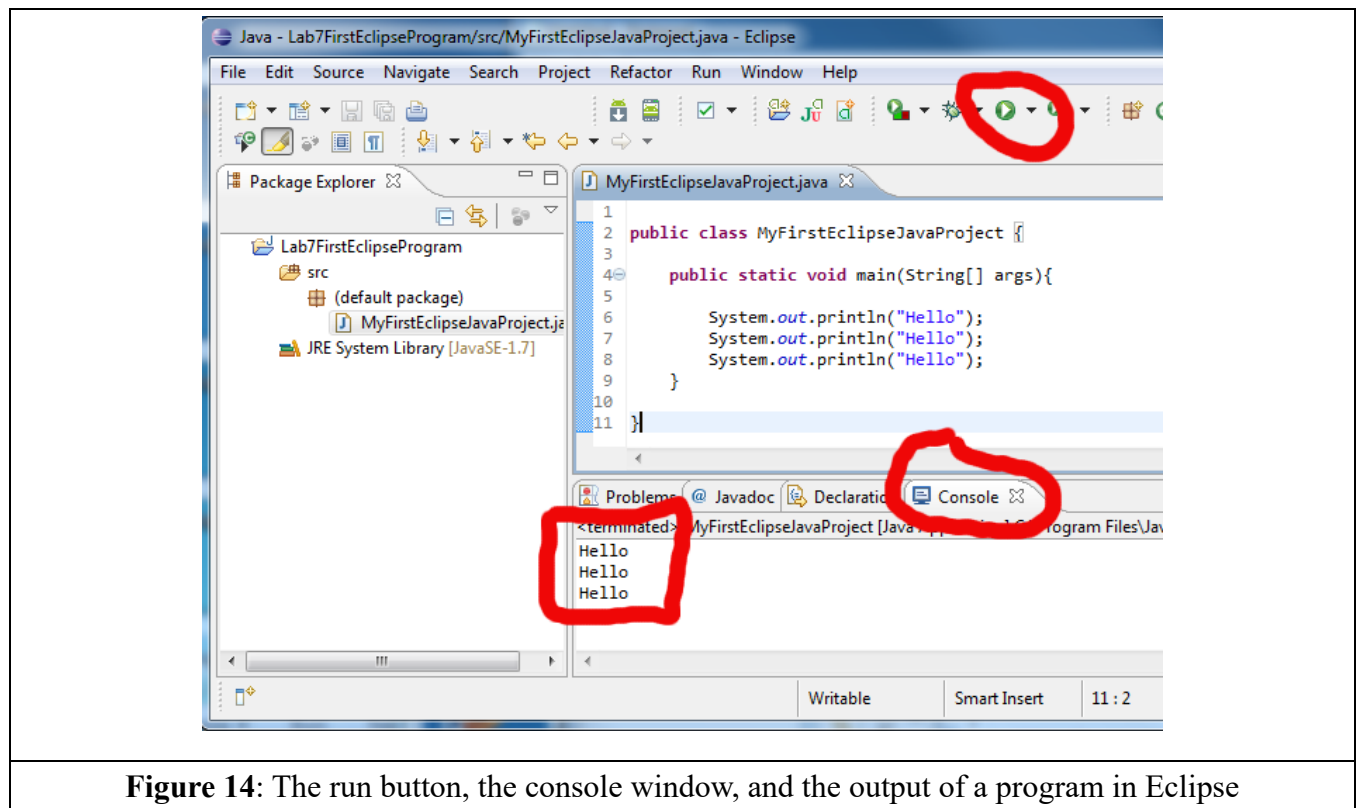 Java - Lab7FirstEclipseProgram/src/MyFirstEclipseJavaProject.java - Eclipse
File Edit Source Navigate Search Project Refactor Run Window Help
Package Explorer
Lab7FirstEclipseProgram
src
(default package)
MyFirstEclipseJavaProject.ja
JRE System Library [JavaSE-1.7]
MyFirstEclipseJavaProject.java
1
2 public class MyFirstEclipseJavaProject {
3
4 public static void main(String[] args){
5
6 System.out.println("Hello");
7 System.out.println("Hello");
8 System.out.println("Hello");
9 }
10
11 }
Problems @ Javadoc Declaratio Console
<terminated> MyFirstEclipseJavaProject [Java rogram Files\Jav
Hello
Hello
Hello
Writable Smart Insert 11 : 2
Figure 14: The run button, the console window, and the output of a program in Eclipse